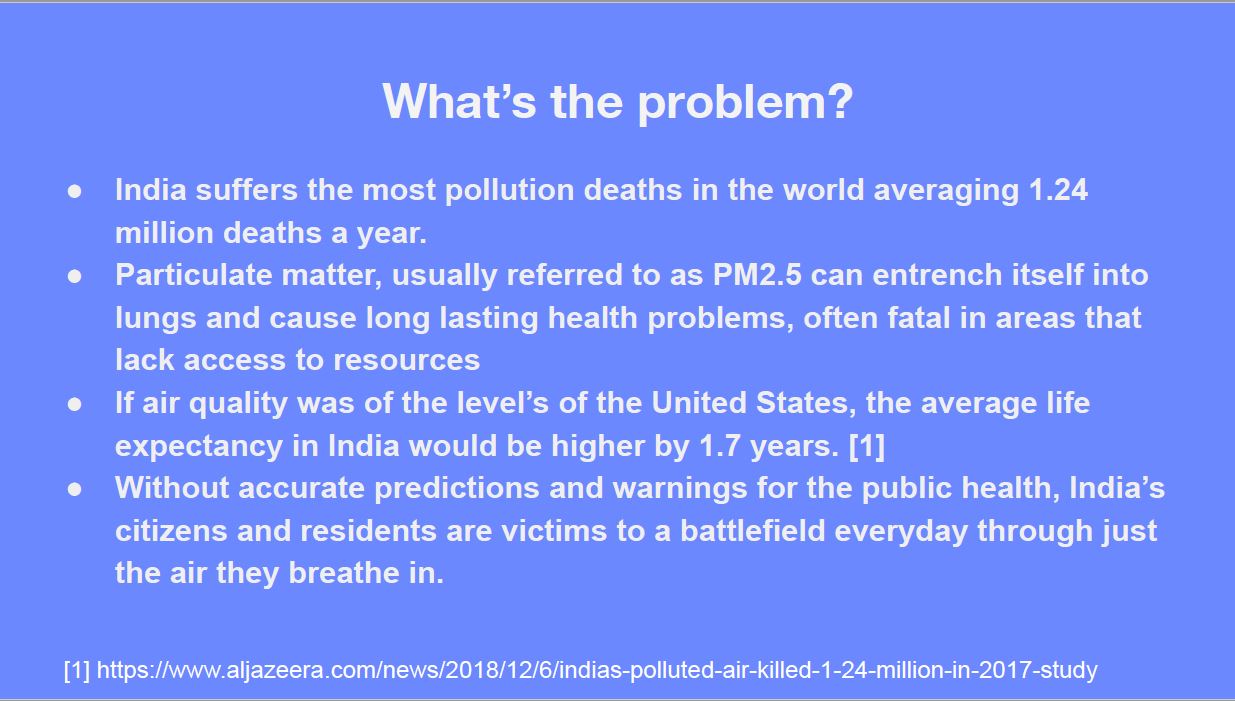 What’s the problem?
● India suffers the most pollution deaths in the world averaging 1.24
million deaths a year.
● Particulate matter, usually referred to as PM2.5 can entrench itself into
lungs and cause long lasting health problems, often fatal in areas that
lack access to resources
● If air quality was of the level’s of the United States, the average life
expectancy in India would be higher by 1.7 years. [1]
● Without accurate predictions and warnings for the public health, India’s
citizens and residents are victims to a battlefield everyday through just
the air they breathe in.
[1] https://www.aljazeera.com/news/2018/12/6/indias-polluted-air-killed-1-24-million-in-2017-study